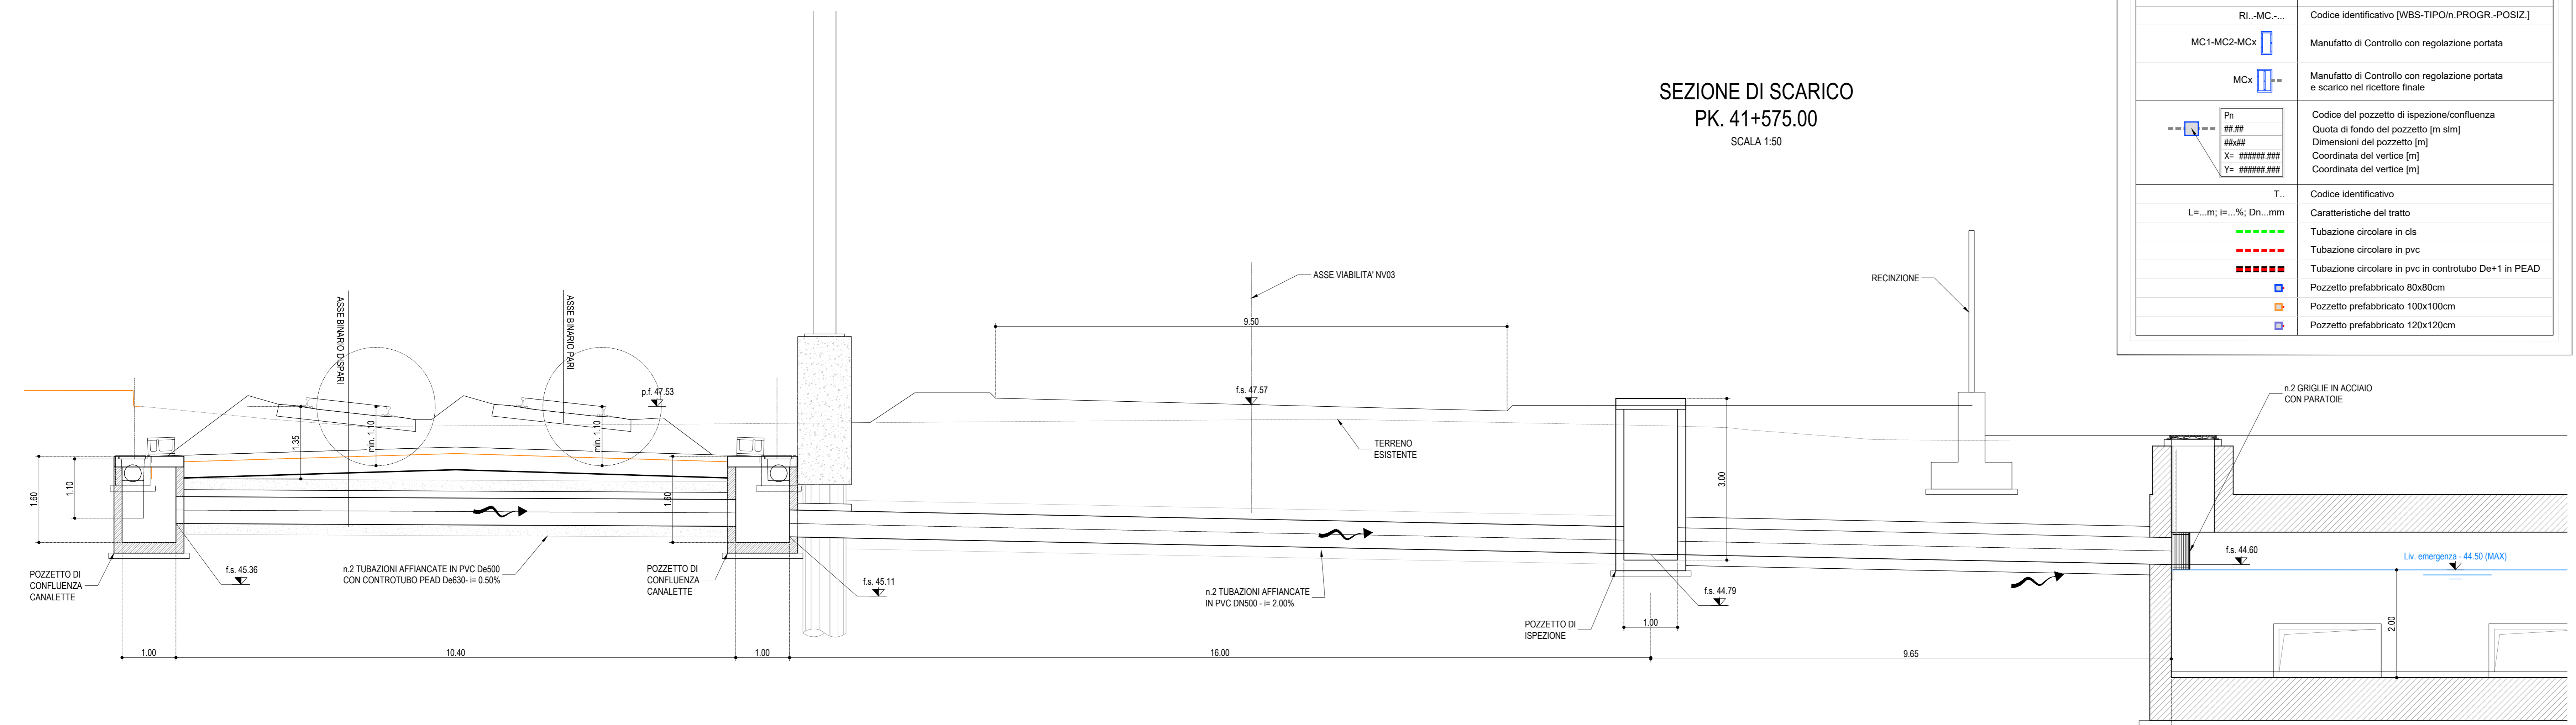 RI..-MC.-...
Codice identificativo [WBS-TIPO/n.PROGR.-POSIZ.]
MC1-MC2-MCx
Manufatto di Controllo con regolazione portata
MCx
Manufatto di Controllo con regolazione portata
e scarico nel ricettore finale
Pn
Codice del pozzetto di ispezione/confluenza
##.##
Quota di fondo del pozzetto [m slm]
##x##
Dimensioni del pozzetto [m]
X= ######.###
Coordinata del vertice [m]
Y= ######.###
Coordinata del vertice [m]
T..
Codice identificativo
L=...m; i=...%; Dn...mm
Caratteristiche del tratto
Tubazione circolare in cls
Tubazione circolare in pvc
Tubazione circolare in pvc in controtubo De+1 in PEAD
Pozzetto prefabbricato 80x80cm
Pozzetto prefabbricato 100x100cm
Pozzetto prefabbricato 120x120cm
SEZIONE DI SCARICO
PK. 41+575.00
SCALA 1:50
ASSE BINARIO DISPARI
ASSE BINARIO PARI
ASSE VIABILITA' NV03
RECINZIONE
9.50
p.f. 47.53
f.s. 47.57
n.2 GRIGLIE IN ACCIAIO
CON PARATOIE
1.35
min. 1.10
min. 1.10
TERRENO
ESISTENTE
1.60
1.10
1.60
3.00
POZZETTO DI
CONFLUENZA
CANALETTE
f.s. 45.36
n.2 TUBAZIONI AFFIANCATE IN PVC De500
CON CONTROTUBO PEAD De630- i= 0.50%
POZZETTO DI
CONFLUENZA
CANALETTE
f.s. 45.11
n.2 TUBAZIONI AFFIANCATE
IN PVC DN500 - i= 2.00%
POZZETTO DI
ISPEZIONE
f.s. 44.79
1.00
f.s. 44.60
Liv. emergenza - 44.50 (MAX)
2.00
1.00
10.40
1.00
16.00
9.65